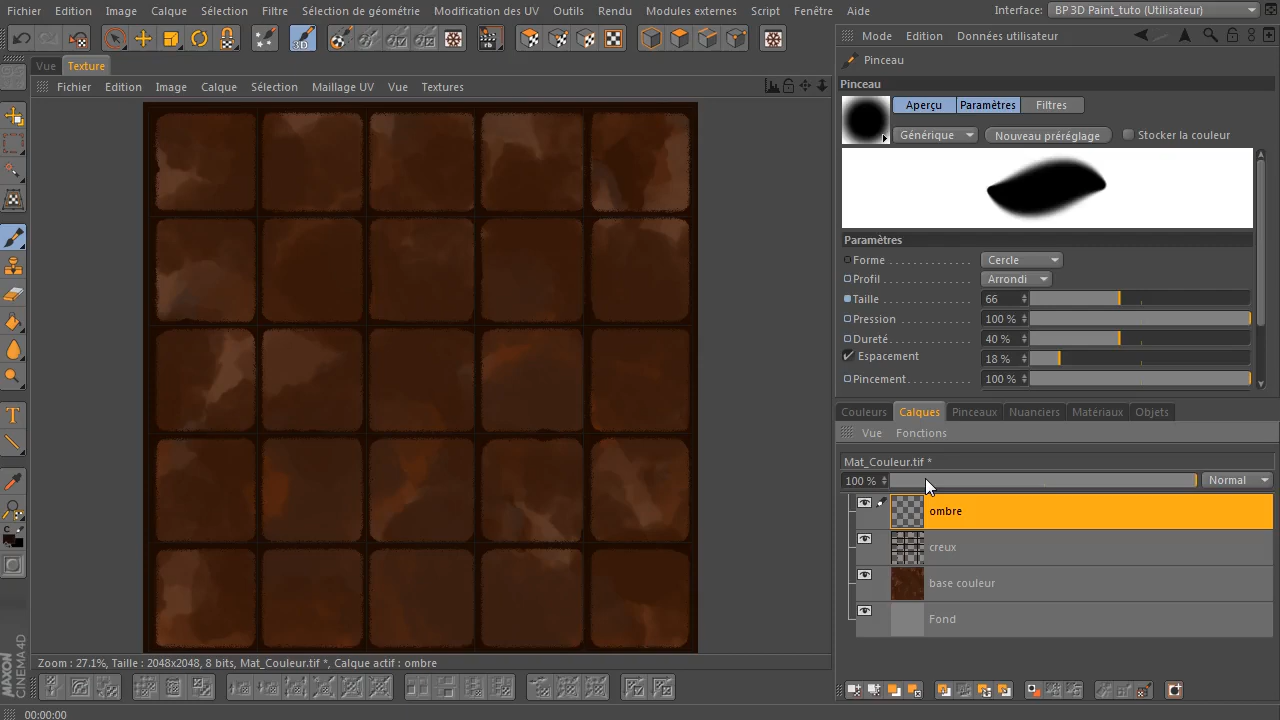 Fichier Edition Image Calque Sélection Filtre Sélection de géométrie Modification des UV Outils Rendu Modules externes Script Fenêtre Aide Interface: BP 3D Paint_tuto (Utilisateur)
Mode Edition Données utilisateur
Pinceau
Vue Texture
Fichier Edition Image Calque Sélection Maillage UV Vue Textures
Pinceau
Aperçu Paramètres Filtres
Générique Nouveau préréglage Stocker la couleur
Paramètres
Forme Cercle
Profil Arrondi
Taille 66
Pression 100 %
Dureté 40 %
Espacement 18 %
Pincement 100 %
Couleurs Calques Pinceaux Nuanciers Matériaux Objets
Vue Fonctions
Mat_Couleur.tif *
100 % Normal
ombre
creux
base couleur
Fond
Zoom : 27.1%, Taille : 2048x2048, 8 bits, Mat_Couleur.tif *, Calque actif : ombre
MAXON CINEMA 4D
00:00:00